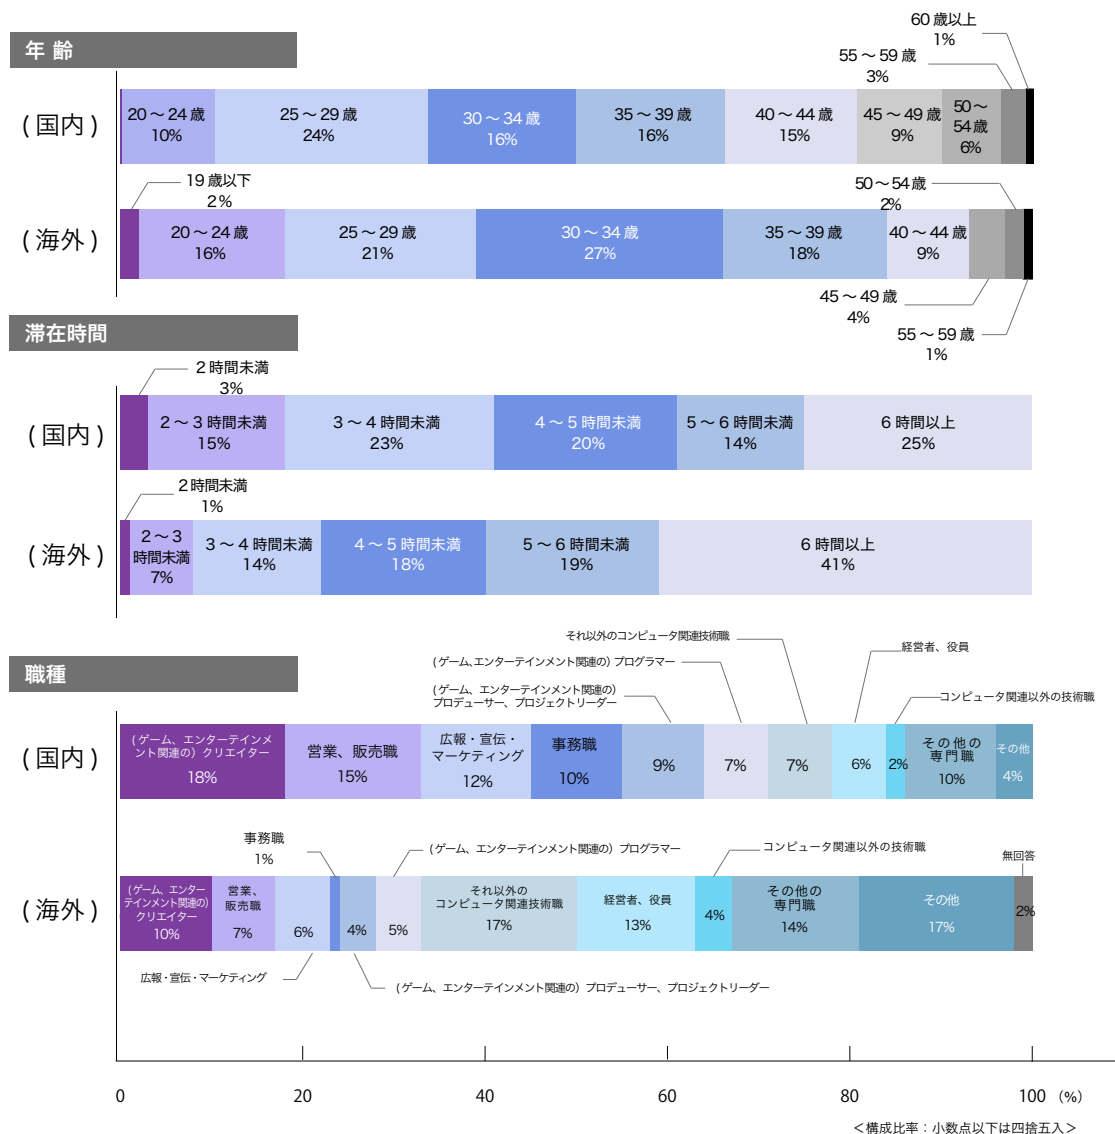 年 齢
60 歳以上
1%
55 〜 59 歳
3%
( 国内 )
20 〜 24 歳
10%
25 〜 29 歳
24%
30 〜 34 歳
16%
35 〜 39 歳
16%
40 〜 44 歳
15%
45 〜 49 歳
9%
50 〜
54 歳
6%
19 歳以下
2%
50 〜 54 歳
2%
( 海外 )
20 〜 24 歳
16%
25 〜 29 歳
21%
30 〜 34 歳
27%
35 〜 39 歳
18%
40 〜 44 歳
9%
45 〜 49 歳
4%
55 〜 59 歳
1%
滞在時間
2 時間未満
3%
( 国内 )
2 〜 3 時間未満
15%
3 〜 4 時間未満
23%
4 〜 5 時間未満
20%
5 〜 6 時間未満
14%
6 時間以上
25%
2 時間未満
1%
( 海外 )
2 〜 3
時間未満
7%
3 〜 4 時間未満
14%
4 〜 5 時間未満
18%
5 〜 6 時間未満
19%
6 時間以上
41%
職種
それ以外のコンピュータ関連技術職
経営者、役員
(ゲーム、エンターテインメント関連の) プログラマー
(ゲーム、エンターテインメント関連の)
プロデューサー、プロジェクトリーダー
コンピュータ関連以外の技術職
( 国内 )
(ゲーム、エンターテインメ
ント関連の) クリエイター
18%
営業、販売職
15%
広報・宣伝・
マーケティング
12%
事務職
10%
9%
7%
7%
6%
2%
その他の
専門職
10%
その他
4%
事務職
1%
(ゲーム、エンターテインメント関連の) プログラマー
コンピュータ関連以外の技術職
無回答
( 海外 )
(ゲーム、エンター
テインメント関連の)
クリエイター
10%
営業、
販売職
7%
6%
4%
5%
それ以外の
コンピュータ関連技術職
17%
経営者、役員
13%
4%
その他の
専門職
14%
その他
17%
2%
広報・宣伝・マーケティング
(ゲーム、エンターテインメント関連の) プロデューサー、プロジェクトリーダー
0 20 40 60 80 100 (%)
＜構成比率：小数点以下は四捨五入＞